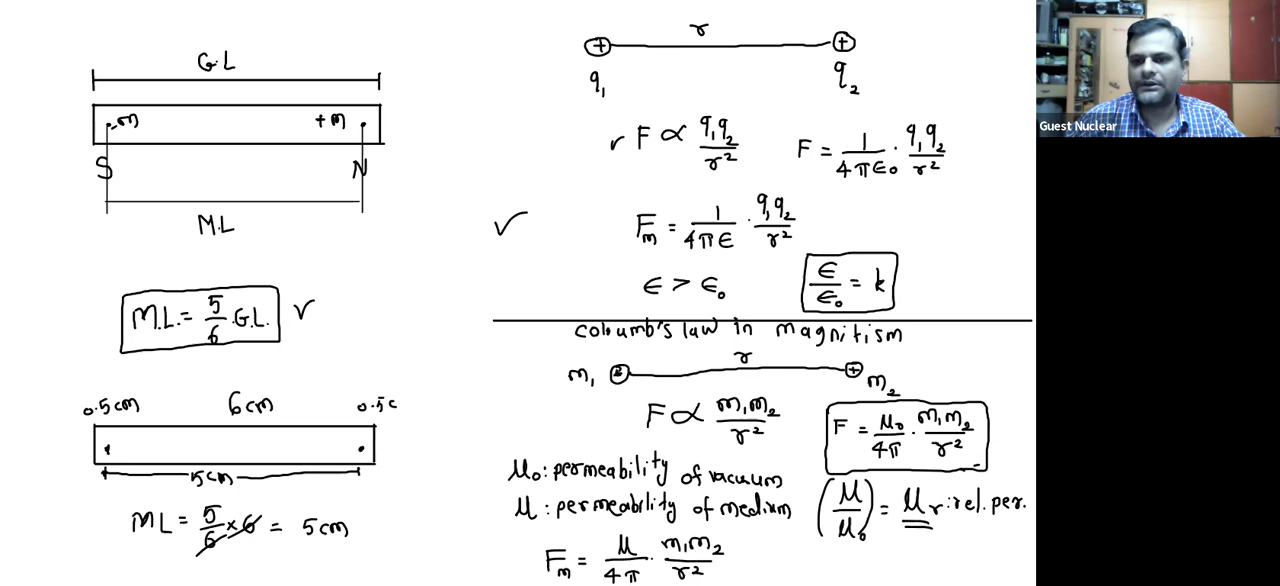 G.L
-m +m
S N
M.L
M.L. = 5/6 .G.L. ✓
0.5cm 6cm 0.5c
5cm
ML = 5/6 × 6 = 5cm
r
+ +
q₁ q₂
F ∝ q₁q₂/r² F = 1/4πε₀ . q₁q₂/r²
✓ Fm = 1/4πε . q₁q₂/r²
ε > ε₀ ε/ε₀ = k
columb's law in magnitism
m₁ r + m₂
F ∝ m₁m₂/r² F = μ₀/4π . m₁m₂/r²
μ₀ : permeability of vacuum
μ : permeability of medium (μ/μ₀) = μr : rel. per.
Fm = μ/4π . m₁m₂/r²
Guest Nuclear